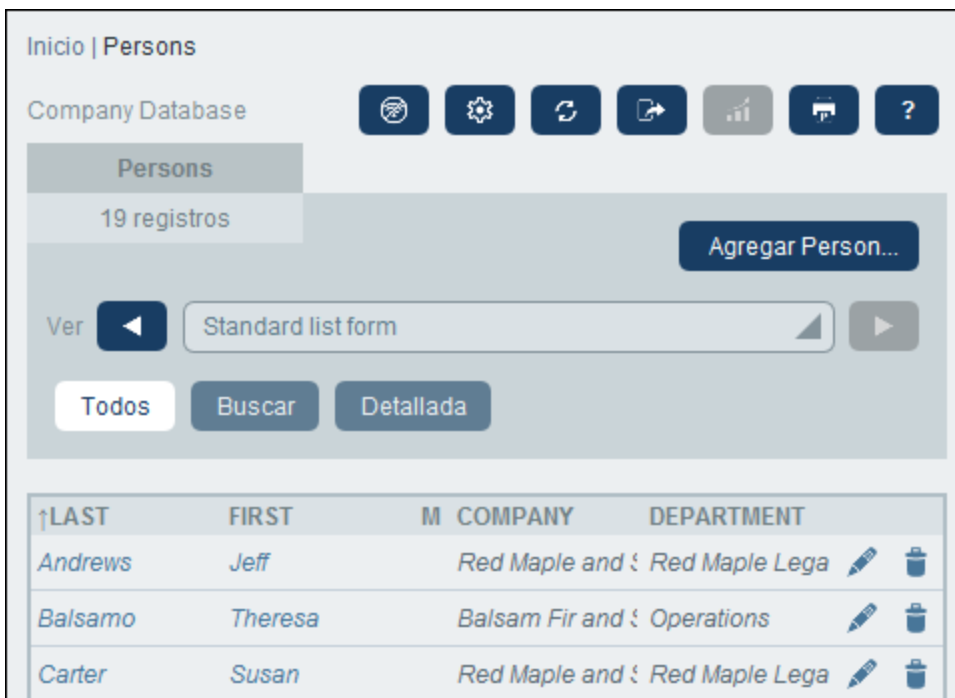 Inicio | Persons
Company Database ?
Persons
19 registros
Agregar Person...
Ver Standard list form
Todos Buscar Detallada
↑LAST FIRST M COMPANY DEPARTMENT
Andrews Jeff Red Maple and Red Maple Lega
Balsamo Theresa Balsam Fir and Operations
Carter Susan Red Maple and Red Maple Lega